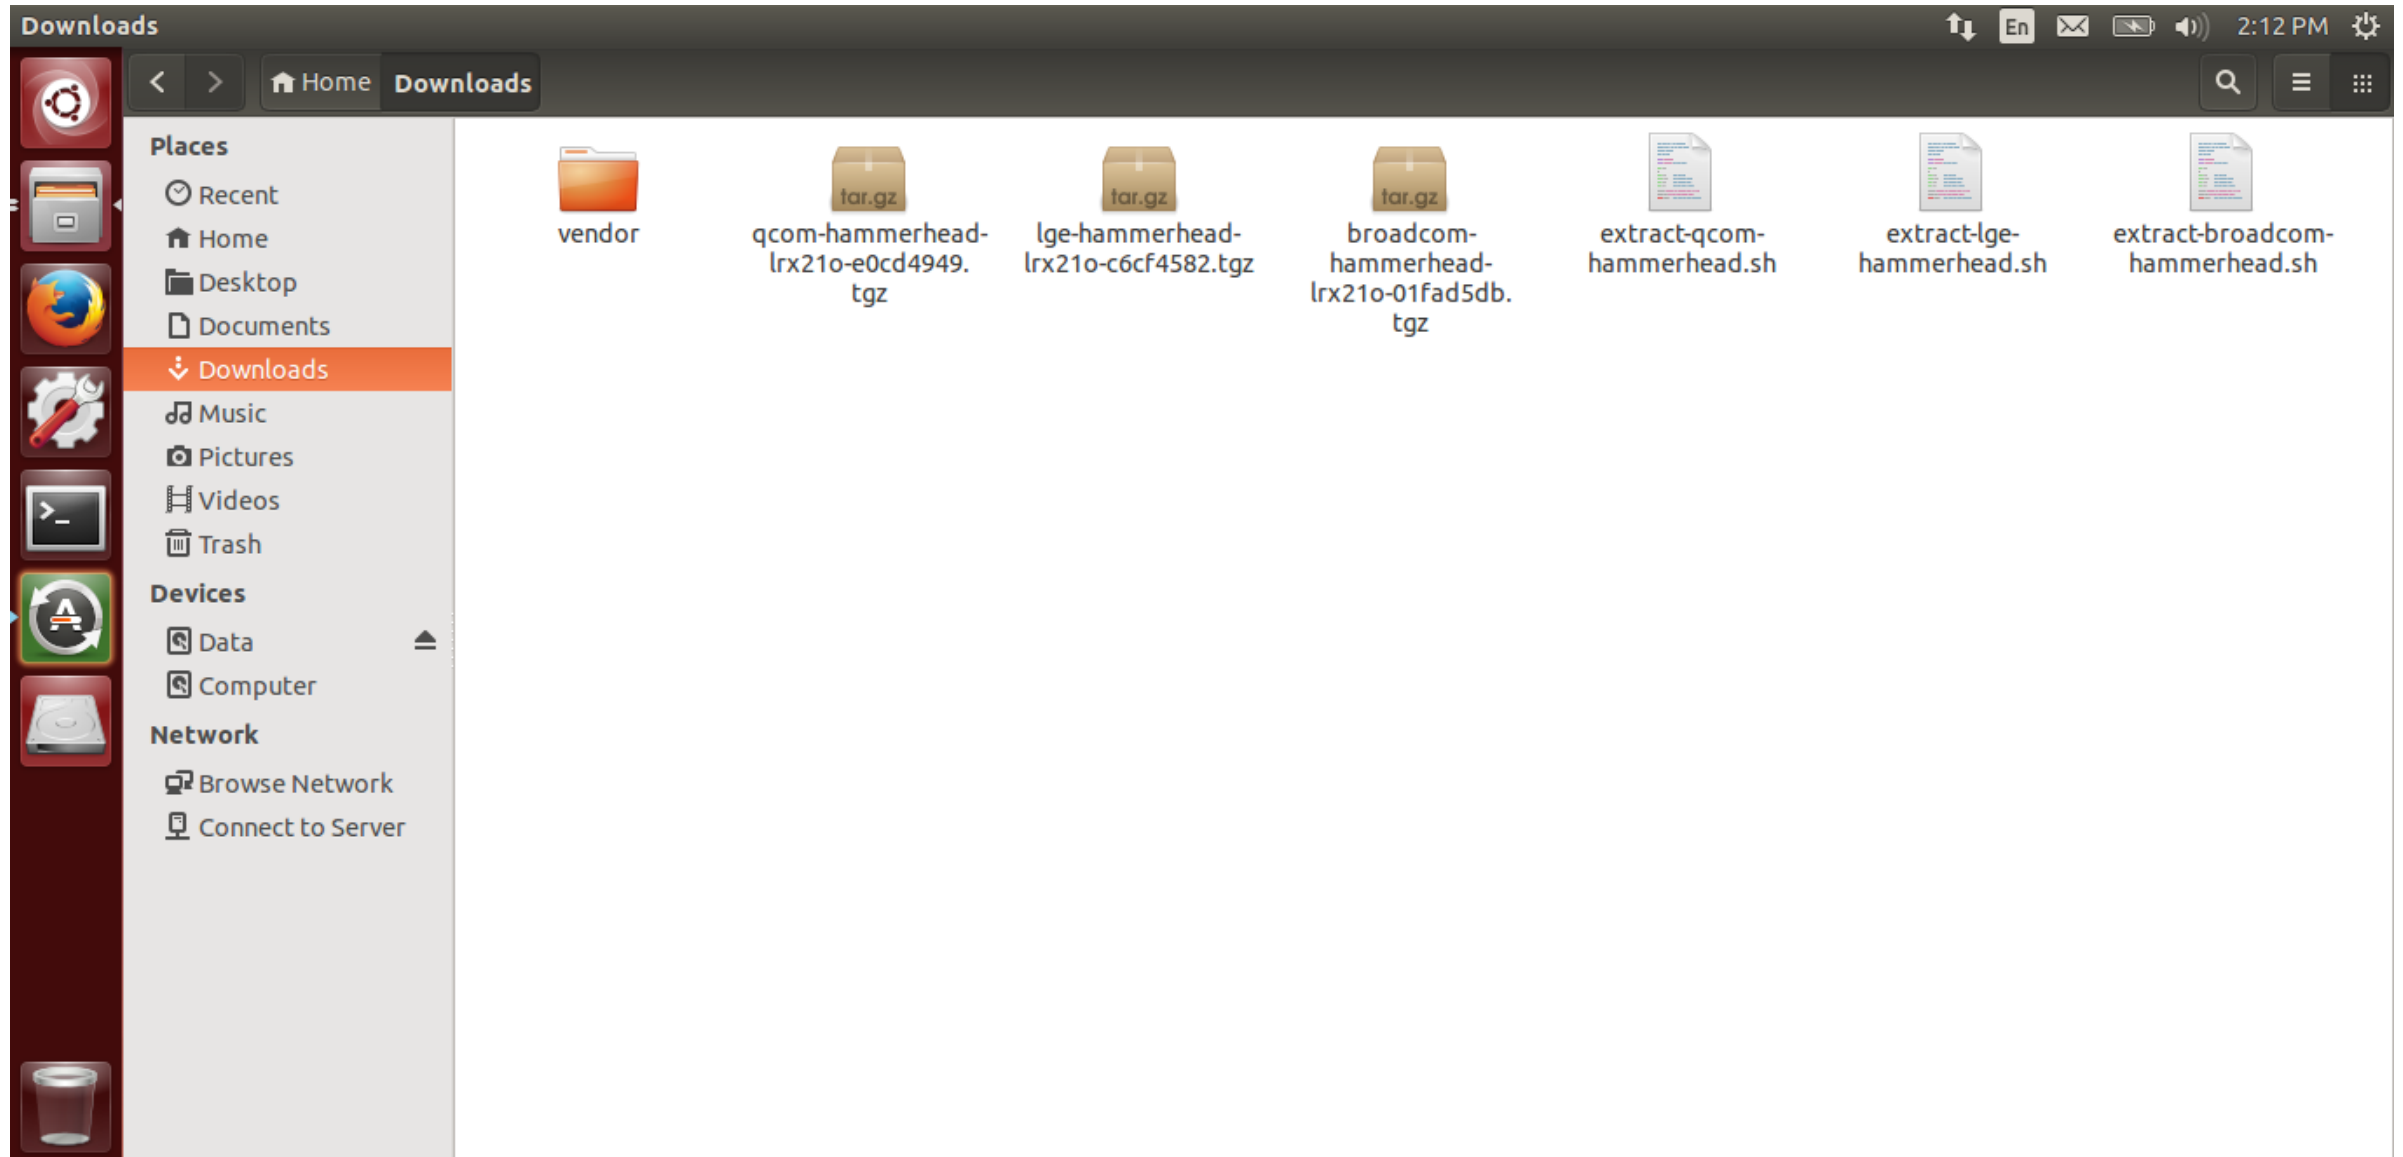 Downloads
En
2:12 PM
Home
Downloads
Places
Recent
Home
Desktop
Documents
Downloads
Music
Pictures
Videos
Trash
Devices
Data
Computer
Network
Browse Network
Connect to Server
vendor
tar.gz
qcom-hammerhead-
lrx21o-e0cd4949.
tgz
tar.gz
lge-hammerhead-
lrx21o-c6cf4582.tgz
tar.gz
broadcom-
hammerhead-
lrx21o-01fad5db.
tgz
extract-qcom-
hammerhead.sh
extract-lge-
hammerhead.sh
extract-broadcom-
hammerhead.sh